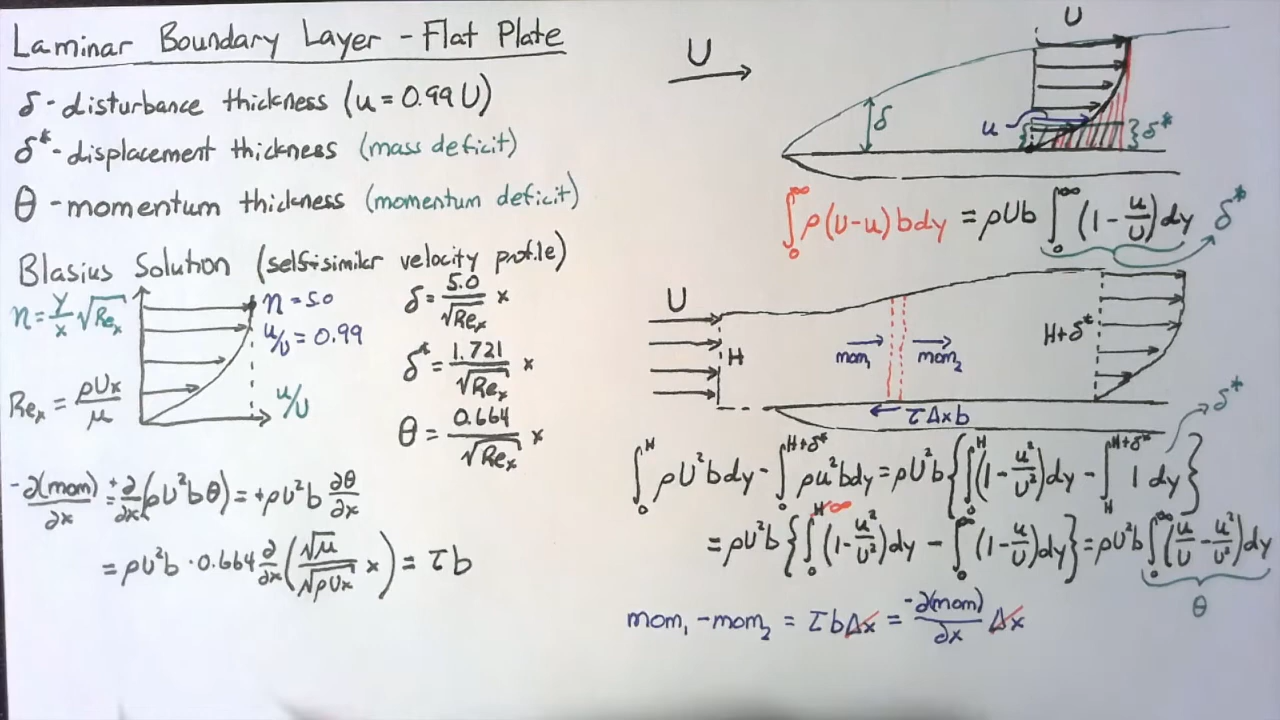 Laminar Boundary Layer - Flat Plate
δ - disturbance thickness (u = 0.99 U)
δ* - displacement thickness (mass deficit)
θ - momentum thickness (momentum deficit)
Blasius Solution (self-similar velocity profile)
η = y/x √Re_x
η = 5.0
u/U = 0.99
Re_x = ρUx/μ
u/U
δ = 5.0/√Re_x x
δ* = 1.721/√Re_x x
θ = 0.664/√Re_x x
-∂(mom)/∂x = +∂/∂x (ρU²bθ) = +ρU²b ∂θ/∂x
= ρU²b · 0.664 ∂/∂x (√μ/√ρUx x) = τb
U
U
δ
u
δ*
∫₀^∞ ρ(U-u)bdy = ρUb ∫₀^∞ (1 - u/U)dy
δ*
U
H
mom₁
mom₂
H+δ*
τΔxb
δ*
∫₀^H ρU²bdy - ∫₀^(H+δ*) ρu²bdy = ρU²b {∫₀^H (1 - u²/U²)dy - ∫_H^(H+δ*) 1 dy}
= ρU²b {∫₀^(H ∞) (1 - u²/U²)dy - ∫₀^∞ (1 - u/U)dy} = ρU²b ∫₀^∞ (u/U - u²/U²)dy
θ
mom₁ - mom₂ = τbΔx = -∂(mom)/∂x Δx